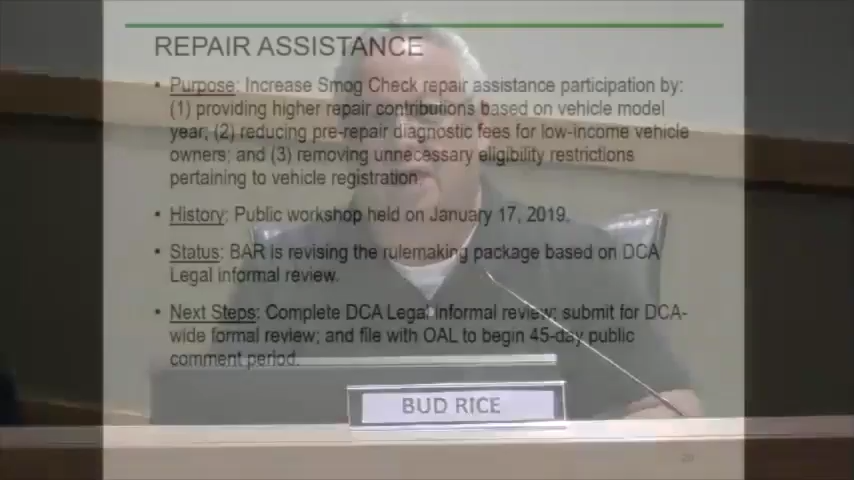 REPAIR ASSISTANCE
• Purpose: Increase Smog Check repair assistance participation by:
(1) providing higher repair contributions based on vehicle model
year; (2) reducing pre-repair diagnostic fees for low-income vehicle
owners; and (3) removing unnecessary eligibility restrictions
pertaining to vehicle registration.
• History: Public workshop held on January 17, 2019.
• Status: BAR is revising the rulemaking package based on DCA
Legal informal review.
• Next Steps: Complete DCA Legal informal review; submit for DCA-
wide formal review; and file with OAL to begin 45-day public
comment period.
BUD RICE